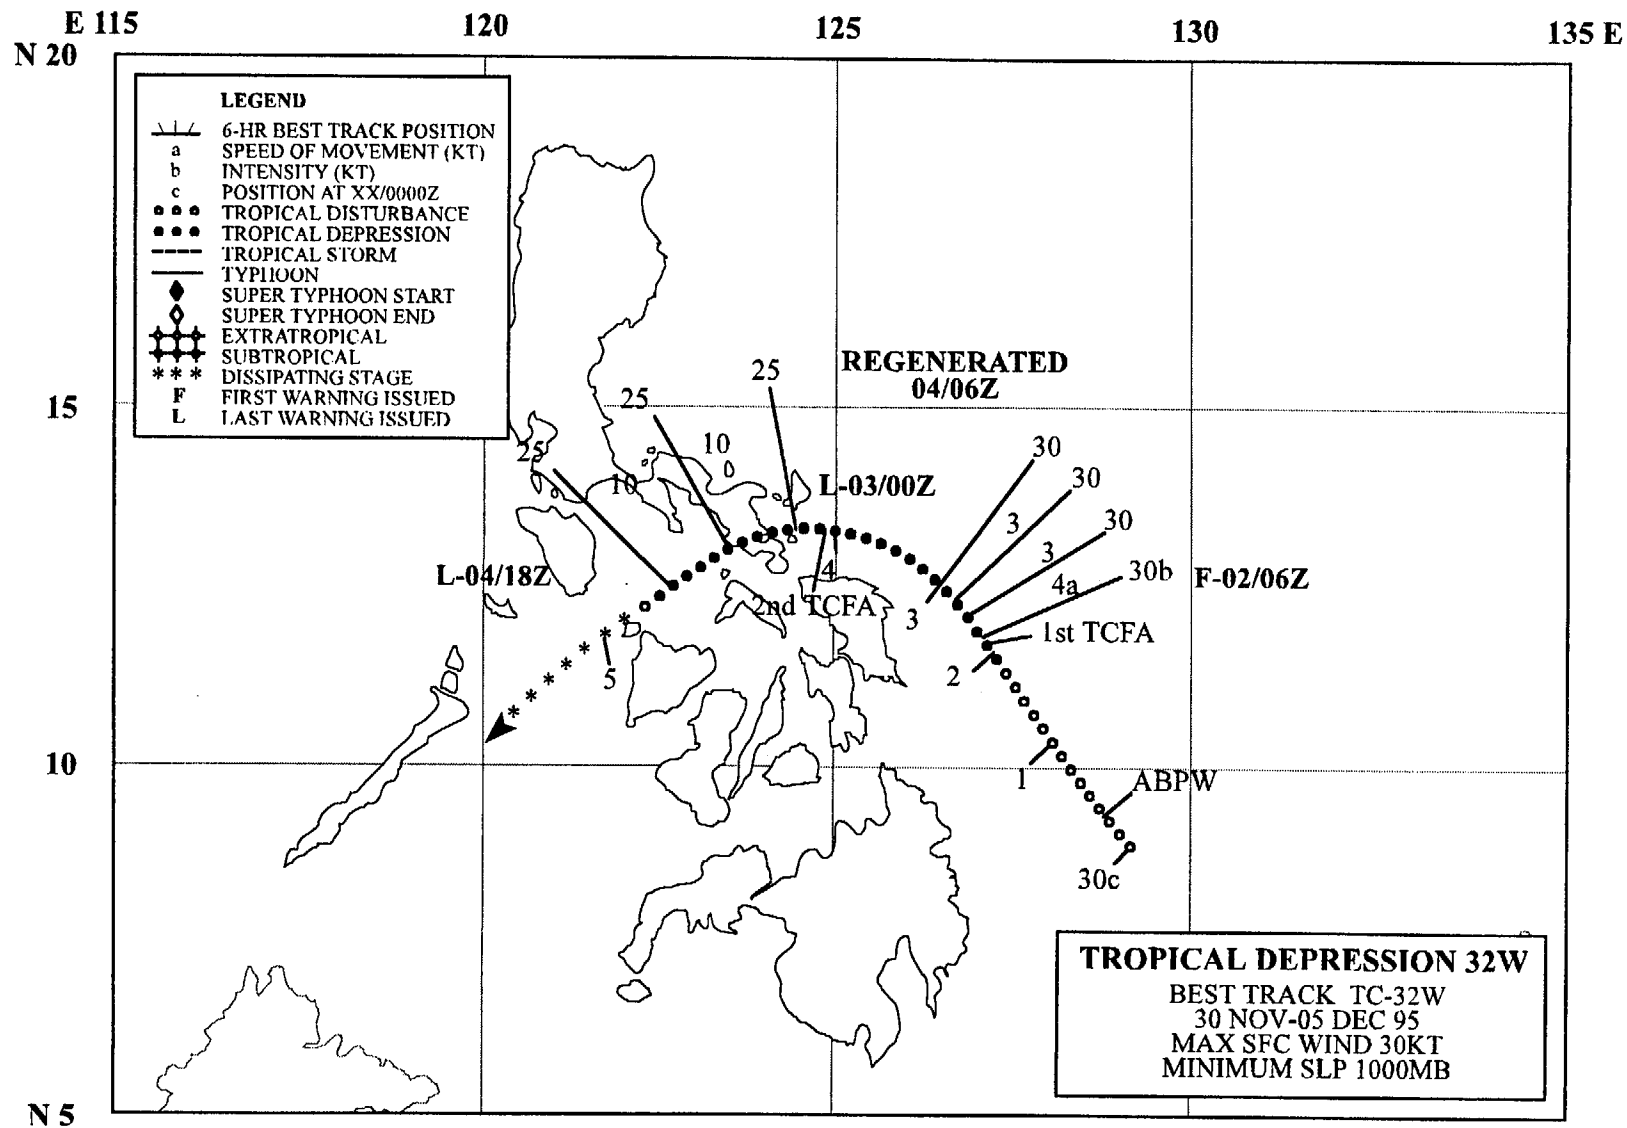 E 115 120 125 130 135 E
N 20
LEGEND
6-HR BEST TRACK POSITION
a SPEED OF MOVEMENT (KT)
b INTENSITY (KT)
c POSITION AT XX/0000Z
TROPICAL DISTURBANCE
TROPICAL DEPRESSION
TROPICAL STORM
TYPHOON
SUPER TYPHOON START
SUPER TYPHOON END
EXTRATROPICAL
SUBTROPICAL
*** DISSIPATING STAGE
F FIRST WARNING ISSUED
L LAST WARNING ISSUED
REGENERATED
04/06Z
25
25
15
10
30
25
L-03/00Z
30
10
3
30
3
L-04/18Z
4
30b F-02/06Z
4a
2nd TCFA
3
1st TCFA
5
2
10
1
ABPW
30c
TROPICAL DEPRESSION 32W
BEST TRACK TC-32W
30 NOV-05 DEC 95
MAX SFC WIND 30KT
MINIMUM SLP 1000MB
N 5